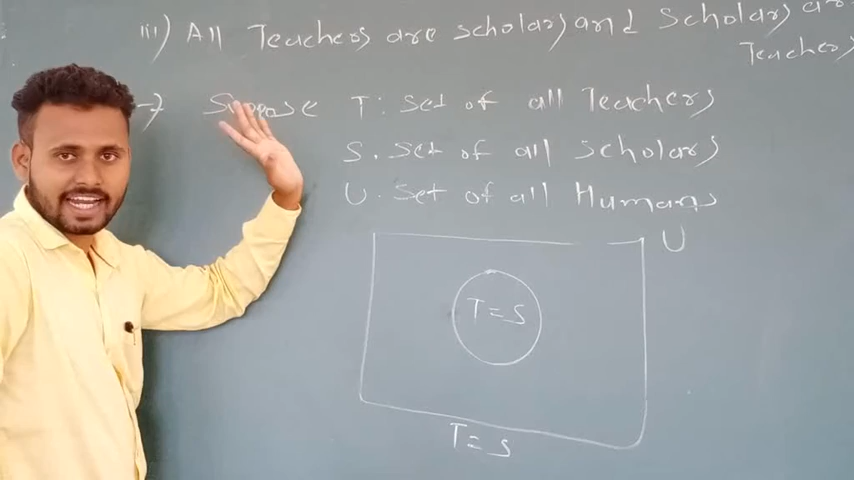 iii) All Teachers are scholars and Scholars are
Teachers
→ Suppose T: Set of all Teachers
S. Set of all Scholars
U. Set of all Humans
U
T=S
T=S